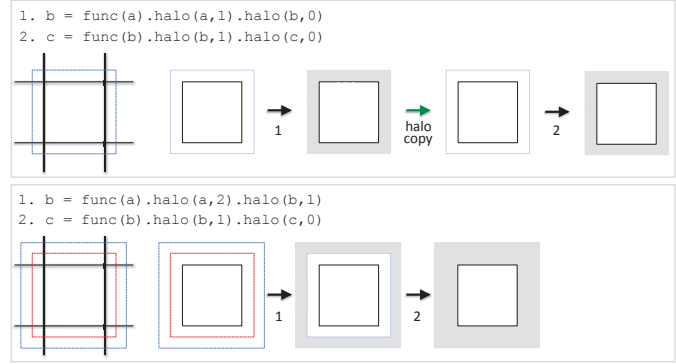 1. b = func(a).halo(a,1).halo(b,0)
2. c = func(b).halo(b,1).halo(c,0)
1
halo
copy
2
1. b = func(a).halo(a,2).halo(b,1)
2. c = func(b).halo(b,1).halo(c,0)
1
2